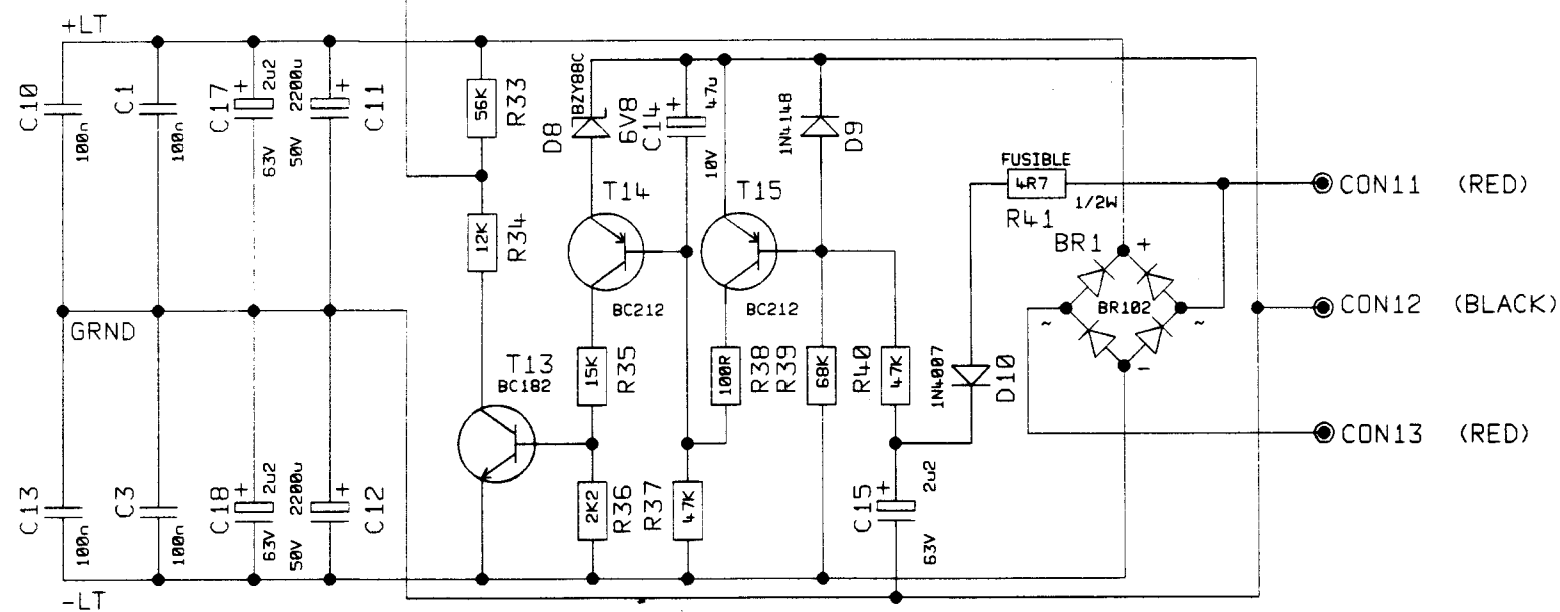 +LT
C10
100n
C1
100n
C17
2u2
63V
2200u
50V
C11
56K
R33
D8
BZY88C
6V8
C14
47u
10V
1N4148
D9
FUSIBLE
4R7
1/2W
R41
CON11 (RED)
T14
T15
12K
R34
BC212
BC212
BR1
+
BR102
~
~
-
CON12 (BLACK)
GRND
T13
BC182
15K
R35
100R
R38
R39
68K
R40
47K
1N4007
D10
CON13 (RED)
C13
100n
C3
100n
C18
2u2
63V
2200u
50V
C12
2K2
R36
R37
47K
C15
2u2
63V
-LT